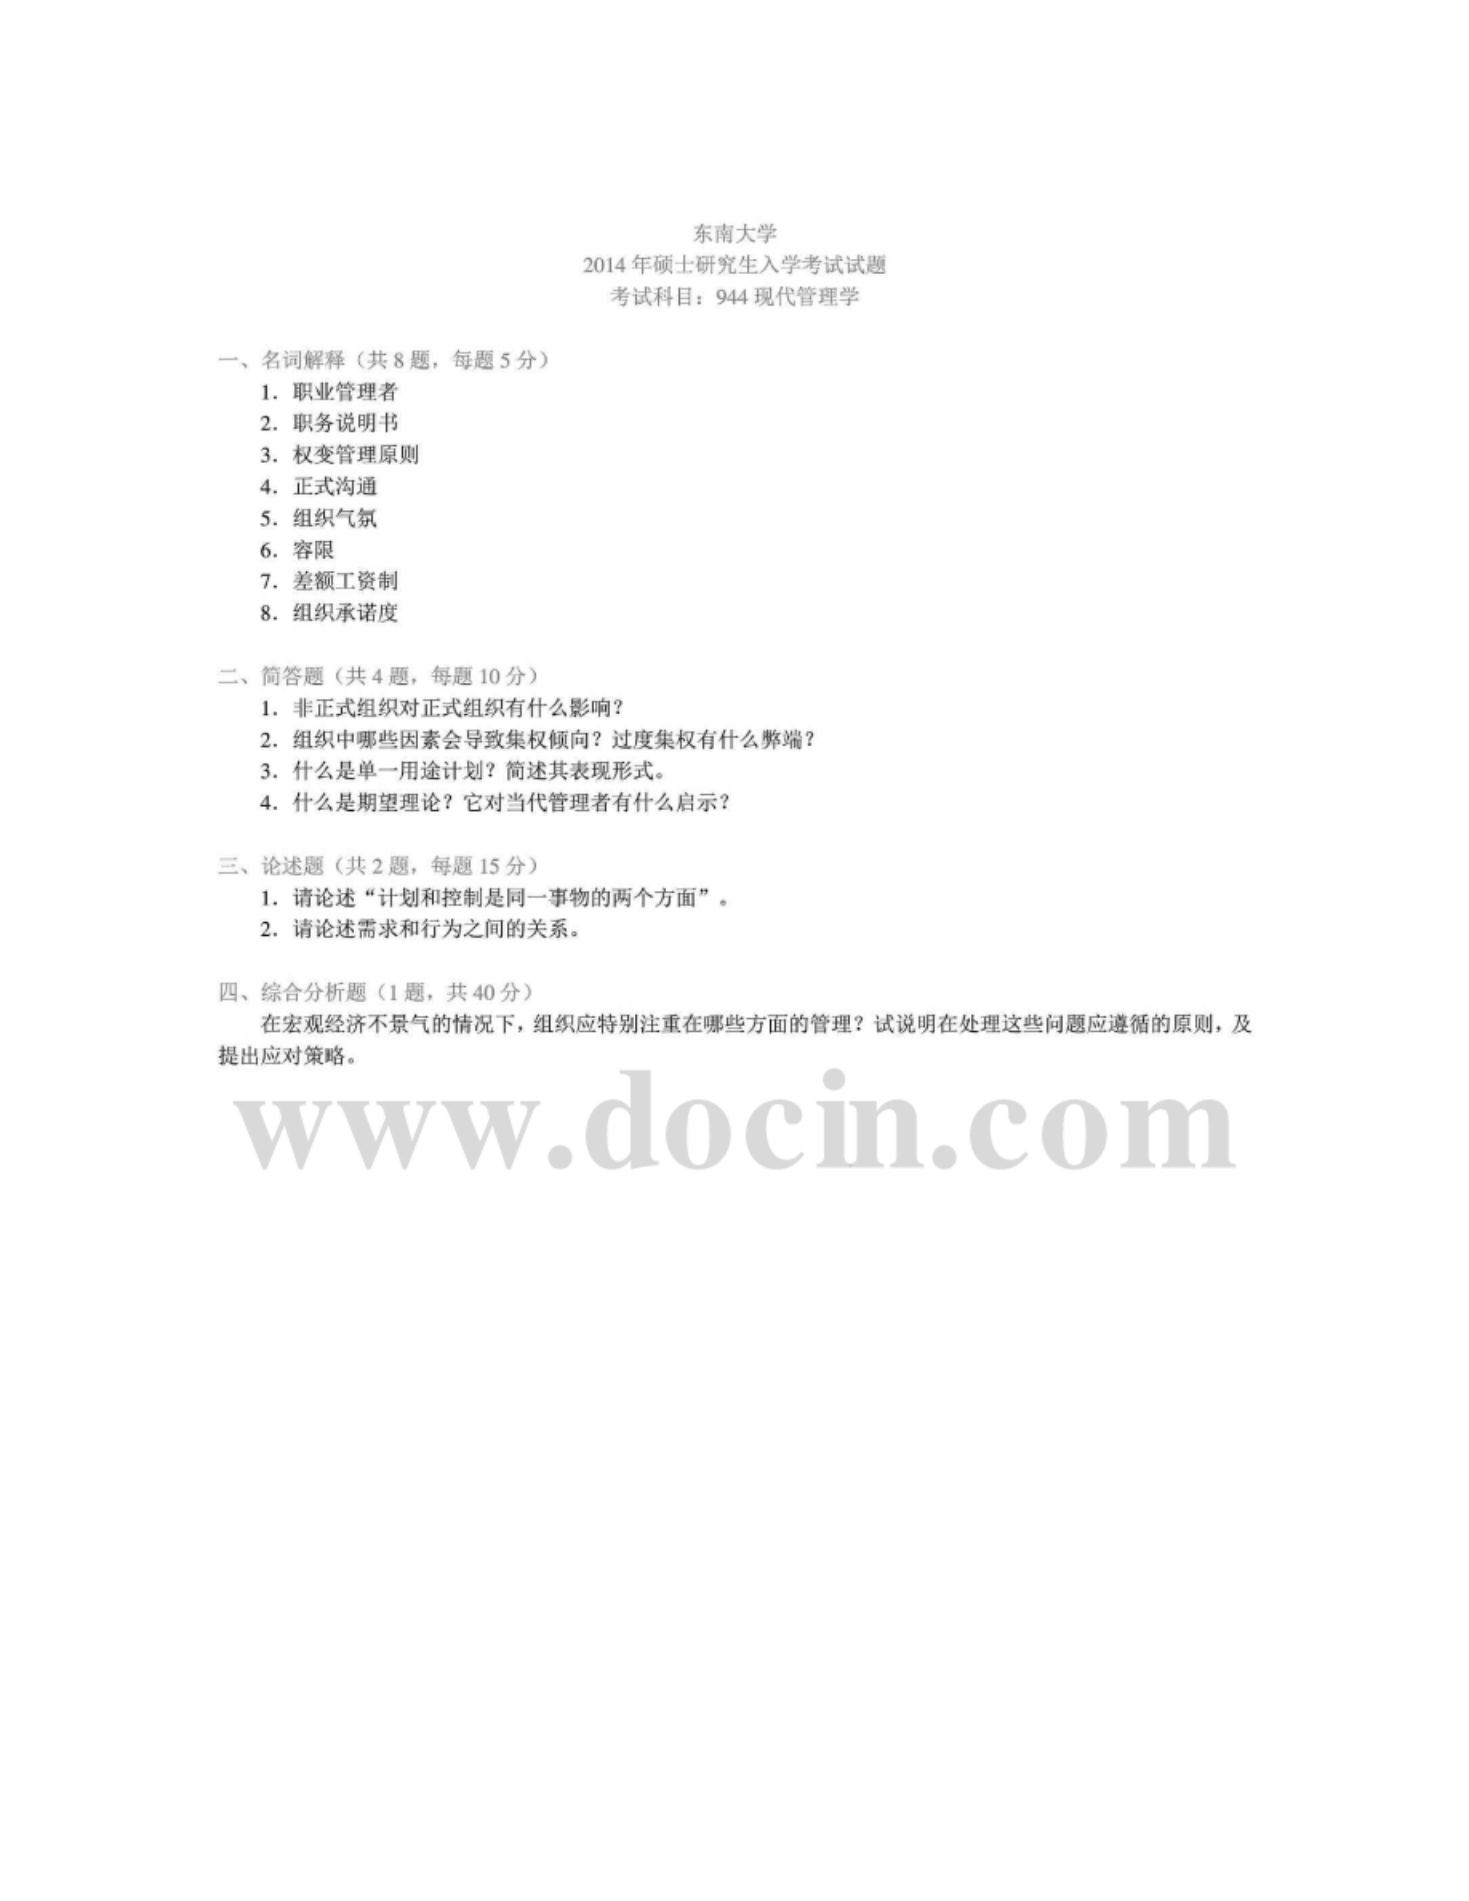 东南大学
2014 年硕士研究生入学考试试题
考试科目：944 现代管理学
一、名词解释（共 8 题，每题 5 分）
1．职业管理者
2．职务说明书
3．权变管理原则
4．正式沟通
5．组织气氛
6．容限
7．差额工资制
8．组织承诺度
二、简答题（共 4 题，每题 10 分）
1．非正式组织对正式组织有什么影响？
2．组织中哪些因素会导致集权倾向？过度集权有什么弊端？
3．什么是单一用途计划？简述其表现形式。
4．什么是期望理论？它对当代管理者有什么启示？
三、论述题（共 2 题，每题 15 分）
1．请论述“计划和控制是同一事物的两个方面”。
2．请论述需求和行为之间的关系。
四、综合分析题（1 题，共 40 分）
在宏观经济不景气的情况下，组织应特别注重在哪些方面的管理？试说明在处理这些问题应遵循的原则，及
提出应对策略。
www.docin.com